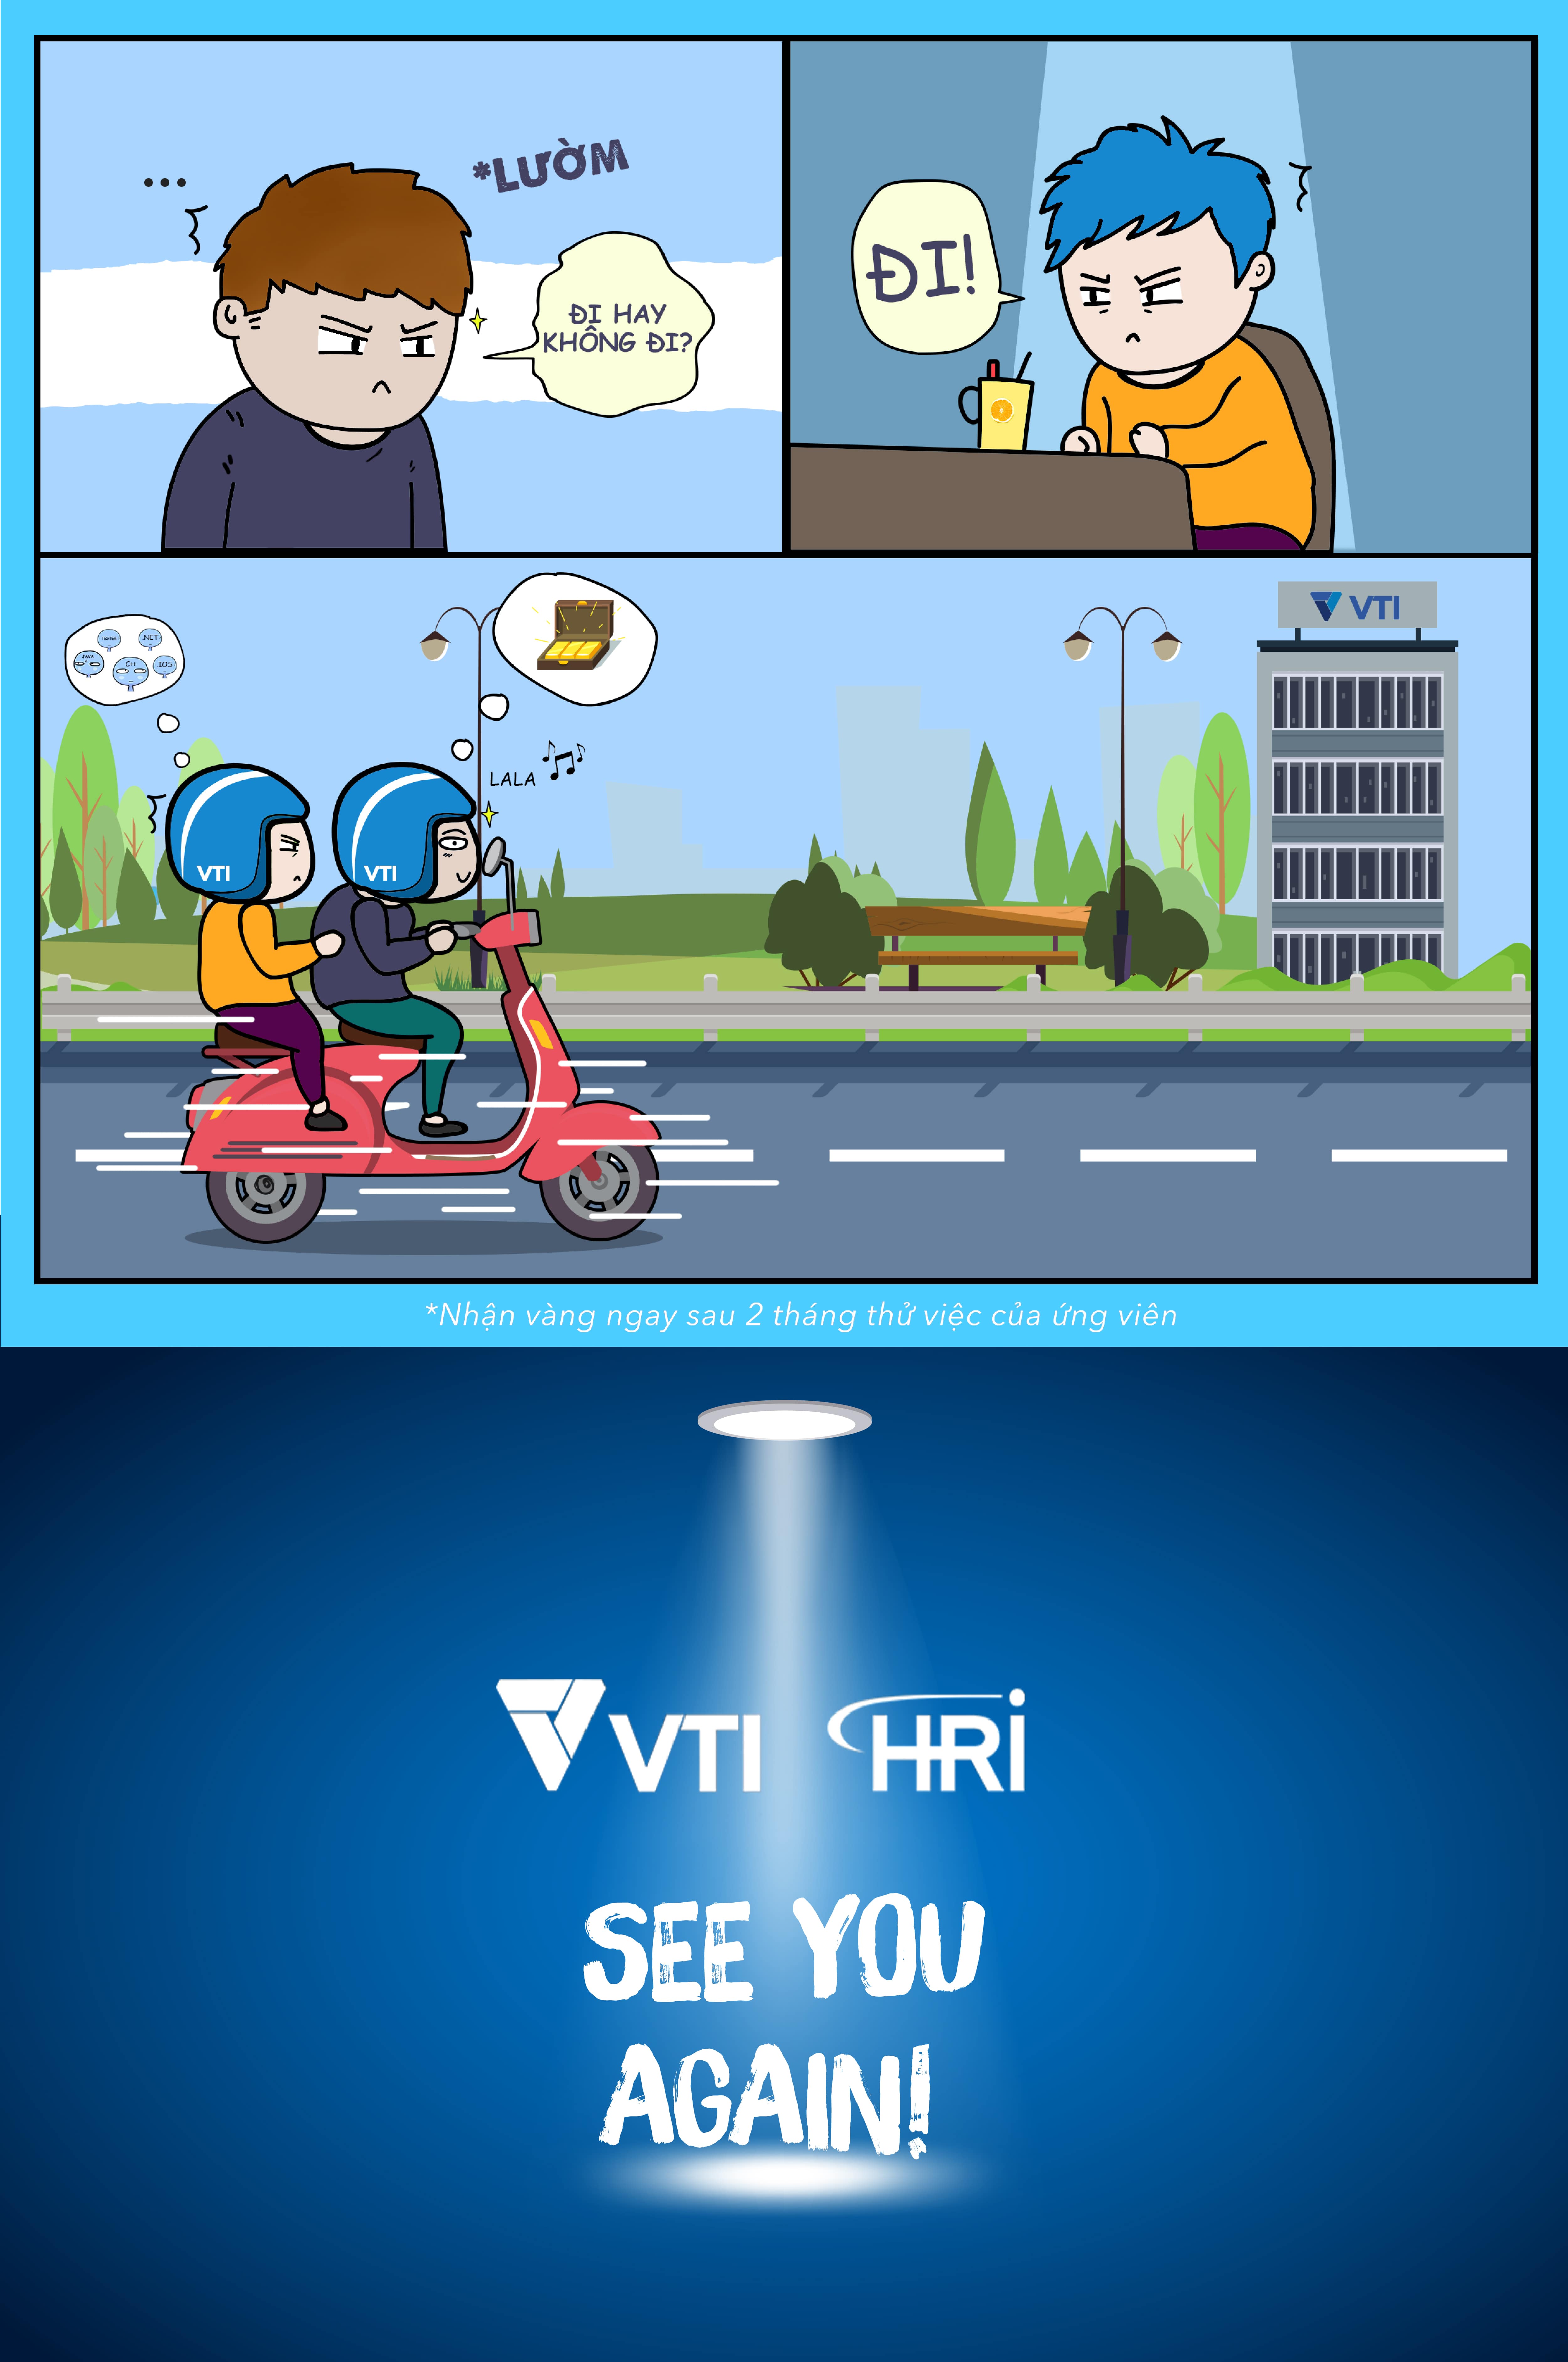 *LƯỜM
...
ĐI HAY
KHÔNG ĐI?
ĐI!
VTI
TESTER
.NET
JAVA
C++
.IOS
LALA
VTI
VTI
*Nhận vàng ngay sau 2 tháng thử việc của ứng viên
VTI HRI
SEE YOU
AGAIN!